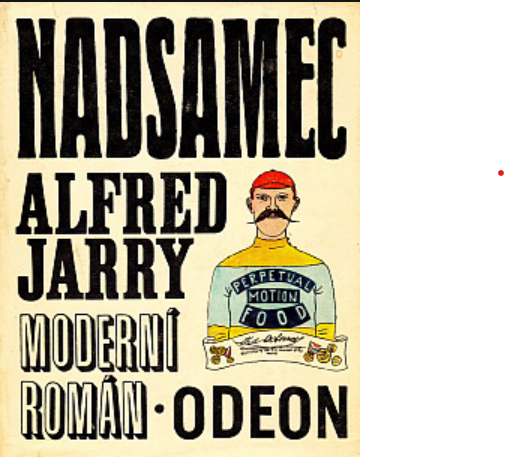 NADSAMEC
ALFRED
JARRY
PERPETUAL
MOTION
FOOD
MODERNÍ
ROMÁN · ODEON